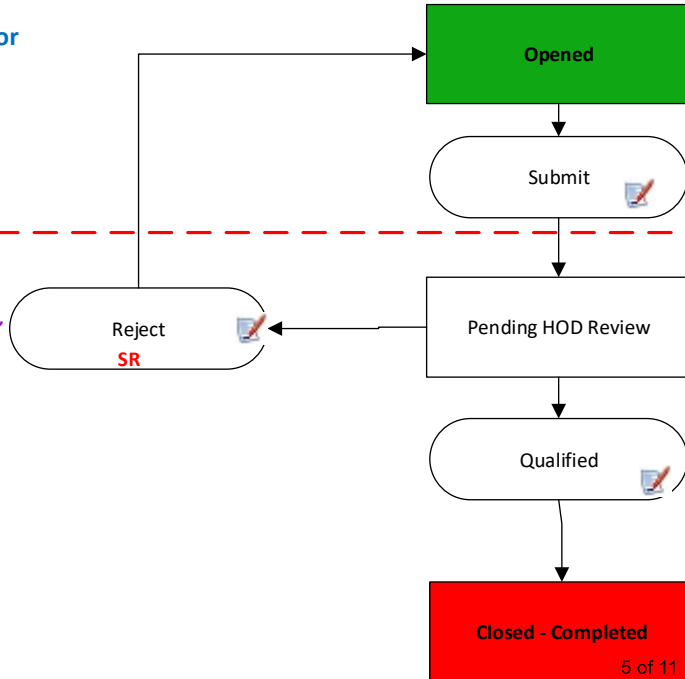 or
Opened
Submit
Reject
SR
Pending HOD Review
Qualified
Closed - Completed
5 of 11